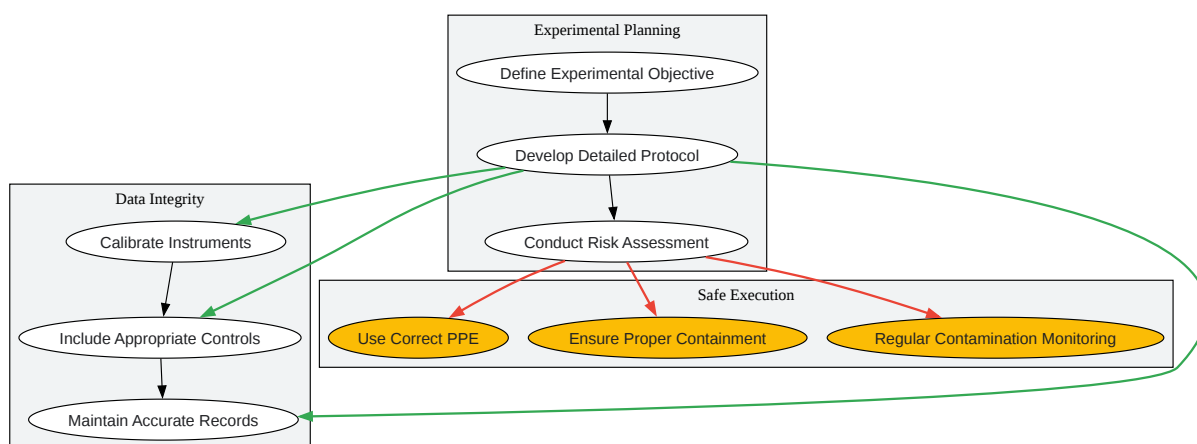 Experimental Planning
Define Experimental Objective
Develop Detailed Protocol
Conduct Risk Assessment
Data Integrity
Calibrate Instruments
Include Appropriate Controls
Maintain Accurate Records
Safe Execution
Use Correct PPE
Ensure Proper Containment
Regular Contamination Monitoring